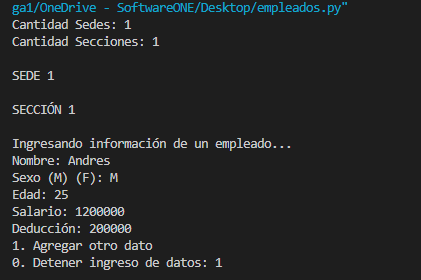 ga1/OneDrive - SoftwareONE/Desktop/empleados.py"
Cantidad Sedes: 1
Cantidad Secciones: 1
SEDE 1
SECCIÓN 1
Ingresando información de un empleado...
Nombre: Andres
Sexo (M) (F): M
Edad: 25
Salario: 1200000
Deducción: 200000
1. Agregar otro dato
0. Detener ingreso de datos: 1